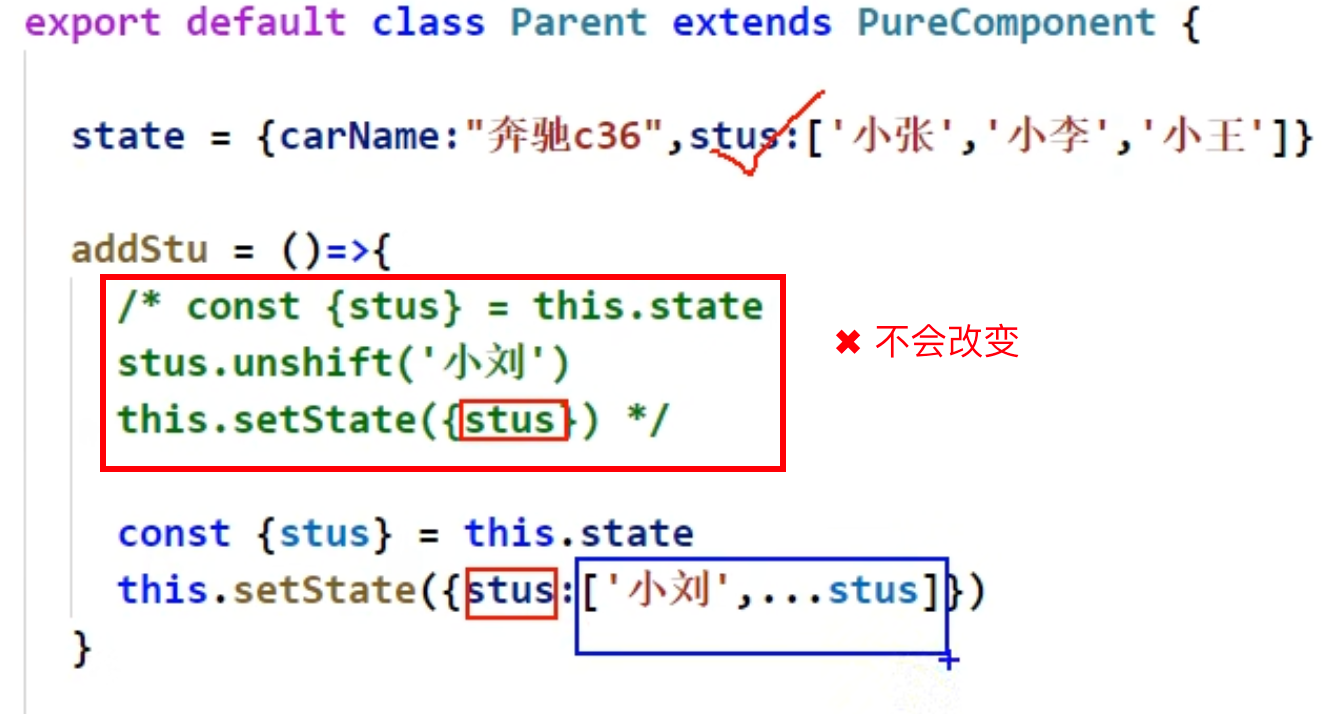 export default class Parent extends PureComponent {
state = {carName:"奔驰c36",stus:['小张','小李','小王']}
addStu = ()=>{
/* const {stus} = this.state
✖ 不会改变
stus.unshift('小刘')
this.setState({stus}) */
const {stus} = this.state
this.setState({stus:['小刘',...stus]})
}